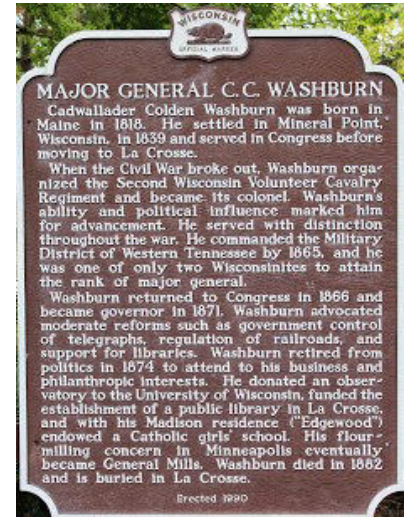 WISCONSIN
OFFICIAL MARKER
MAJOR GENERAL C.C. WASHBURN
Cadwallader Colden Washburn was born in
Maine in 1818. He settled in Mineral Point,
Wisconsin, in 1839 and served in Congress before
moving to La Crosse.
When the Civil War broke out, Washburn orga-
nized the Second Wisconsin Volunteer Cavalry
Regiment and became its colonel. Washburn's
ability and political influence marked him
for advancement. He served with distinction
throughout the war. He commanded the Military
District of Western Tennessee by 1865, and he
was one of only two Wisconsinites to attain
the rank of major general.
Washburn returned to Congress in 1866 and
became governor in 1871. Washburn advocated
moderate reforms such as government control
of telegraphs, regulation of railroads, and
support for libraries. Washburn retired from
politics in 1874 to attend to his business and
philanthropic interests. He donated an obser-
vatory to the University of Wisconsin, funded the
establishment of a public library in La Crosse,
and with his Madison residence ("Edgewood")
endowed a Catholic girls' school. His flour-
milling concern in Minneapolis eventually
became General Mills. Washburn died in 1882
and is buried in La Crosse.
Erected 1990